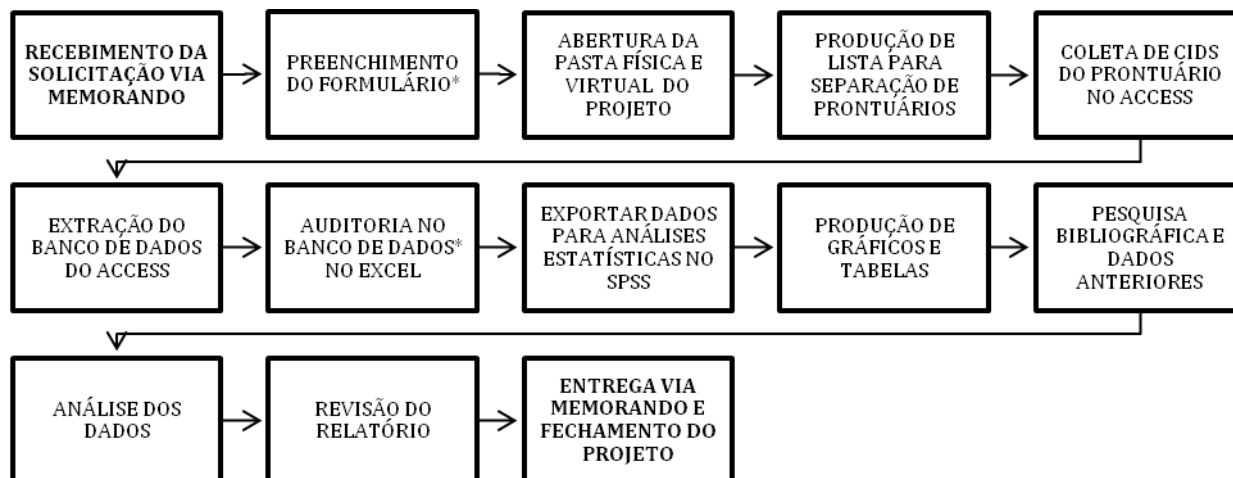 RECEBIMENTO DA
SOLICITAÇÃO VIA
MEMORANDO
PREENCHIMENTO
DO FORMULÁRIO*
ABERTURA DA
PASTA FÍSICA E
VIRTUAL DO
PROJETO
PRODUÇÃO DE
LISTA PARA
SEPARAÇÃO DE
PRONTUÁRIOS
COLETA DE CIDS
DO PRONTUÁRIO
NO ACCESS
EXTRAÇÃO DO
BANCO DE DADOS
DO ACCESS
AUDITORIA NO
BANCO DE DADOS*
NO EXCEL
EXPORTAR DADOS
PARA ANÁLISES
ESTATÍSTICAS NO
SPSS
PRODUÇÃO DE
GRÁFICOS E
TABELAS
PESQUISA
BIBLIOGRÁFICA E
DADOS
ANTERIORES
ANÁLISE DOS
DADOS
REVISÃO DO
RELATÓRIO
ENTREGA VIA
MEMORANDO E
FECHAMENTO DO
PROJETO